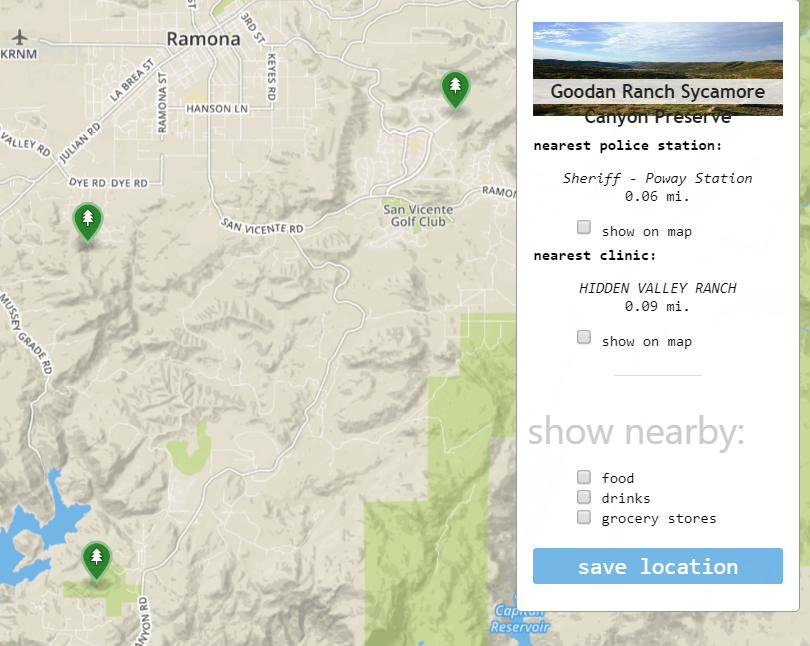 ST
3RD ST
Ramona
KRNM
LA BREA ST
KEYES RD
RAMONA ST
HANSON LN
JULIAN RD
VALLEY RD
DYE RD DYE RD
RAMO
San Vicente
Golf Club
SAN VICENTE RD
MUSSEY GRADE RD
ANYON RD
Capitan
Reservoir
Goodan Ranch Sycamore
Canyon Preserve
nearest police station:
Sheriff - Poway Station
0.06 mi.
show on map
nearest clinic:
HIDDEN VALLEY RANCH
0.09 mi.
show on map
show nearby:
food
drinks
grocery stores
save location